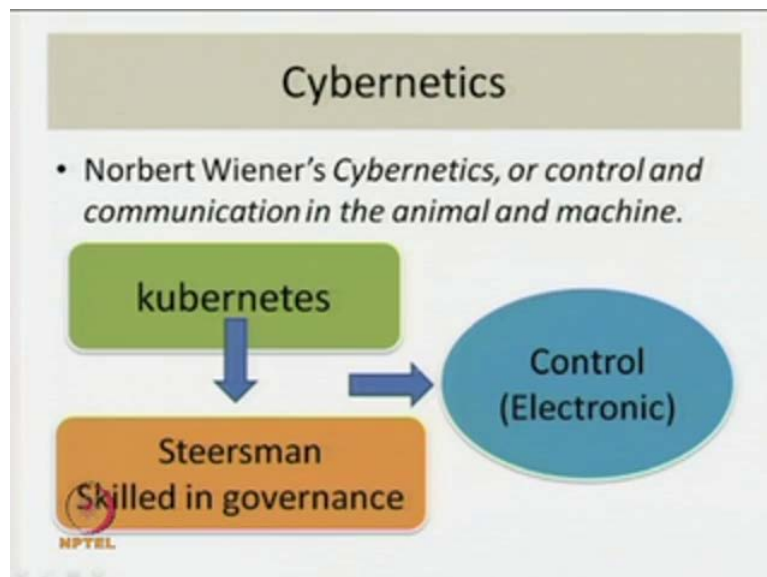 Cybernetics
• Norbert Wiener's Cybernetics, or control and
communication in the animal and machine.
kubernetes
Control
(Electronic)
Steersman
Skilled in governance
NPTEL